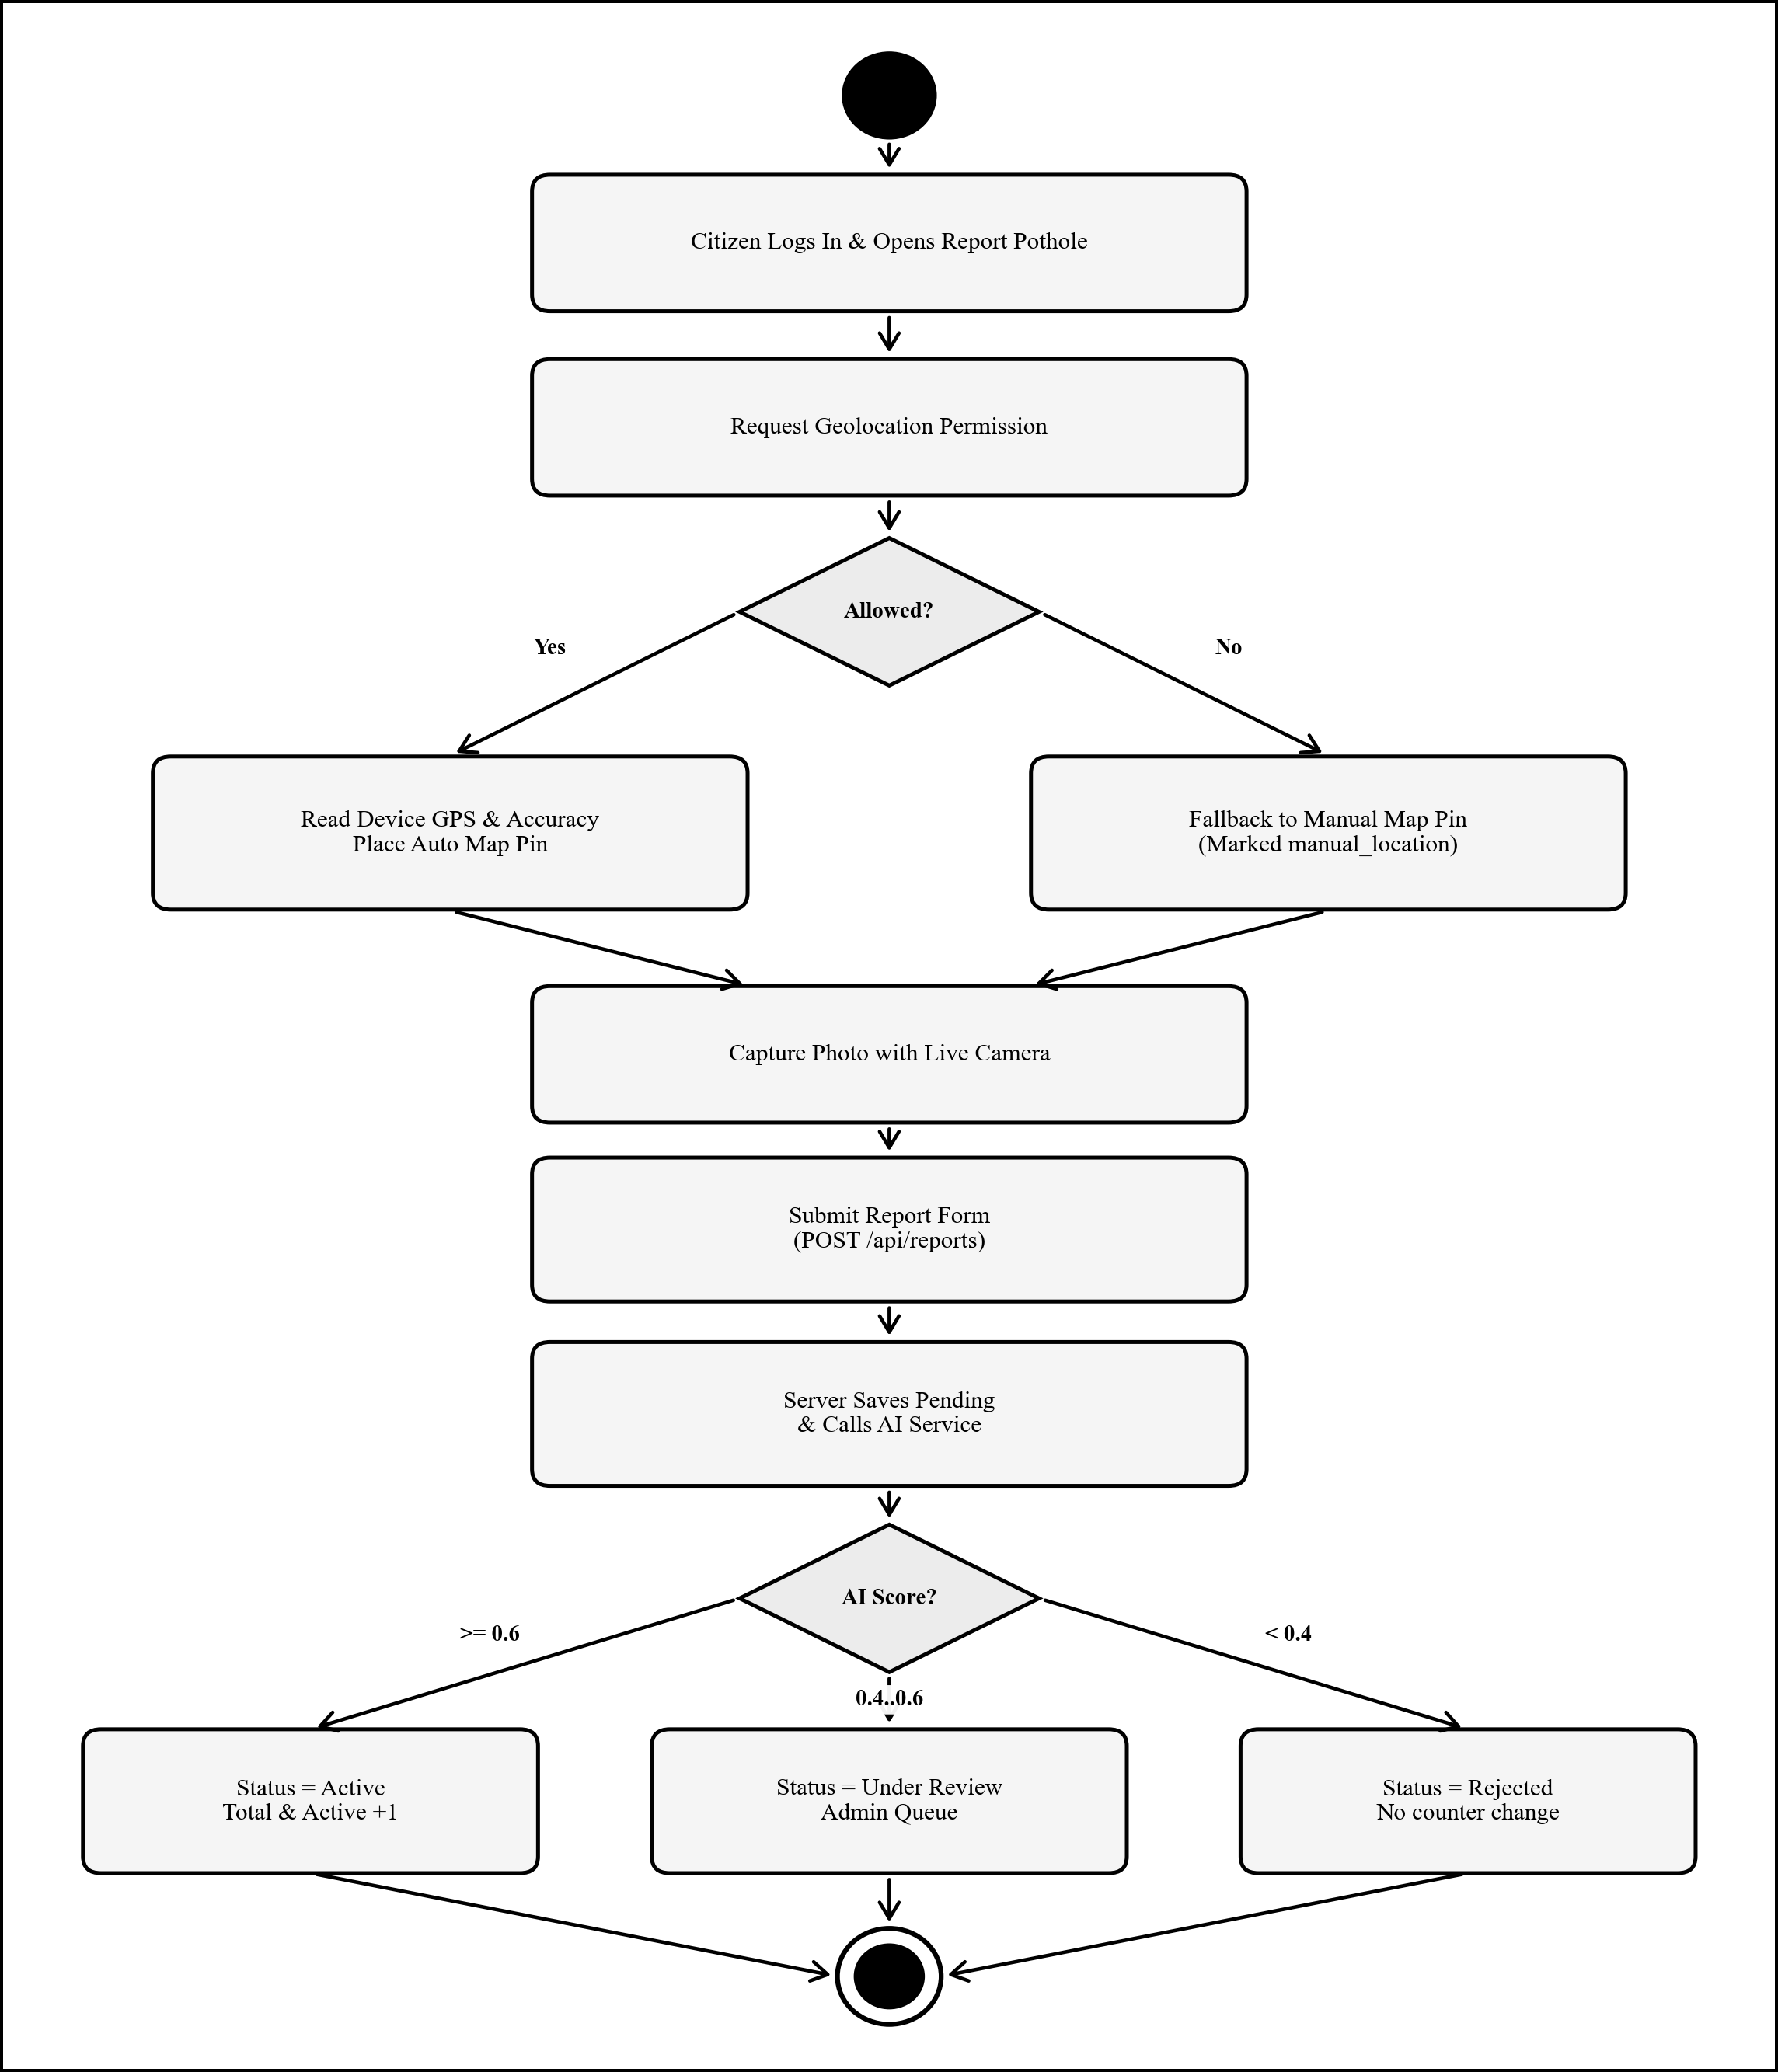 Citizen Logs In & Opens Report Pothole
Request Geolocation Permission
Allowed?
Yes
No
Read Device GPS & Accuracy
Place Auto Map Pin
Fallback to Manual Map Pin
(Marked manual_location)
Capture Photo with Live Camera
Submit Report Form
(POST /api/reports)
Server Saves Pending
& Calls AI Service
AI Score?
>= 0.6
< 0.4
0.4..0.6
Status = Active
Total & Active +1
Status = Under Review
Admin Queue
Status = Rejected
No counter change